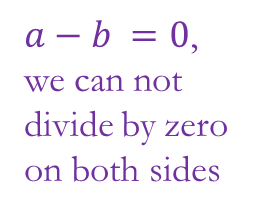 a − b = 0,
we can not
divide by zero
on both sides